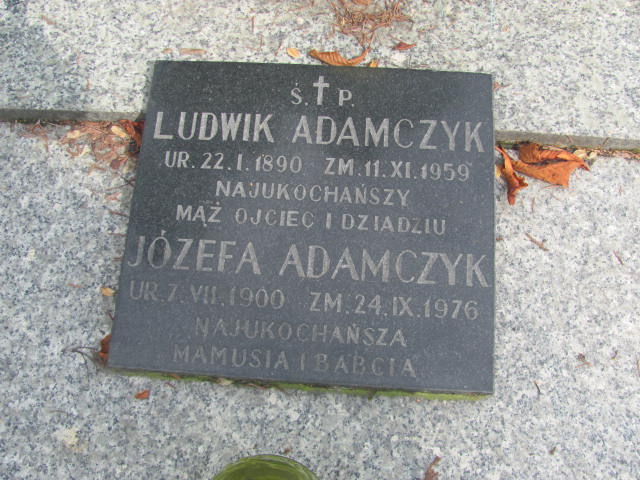 Ś. † P.
LUDWIK ADAMCZYK
UR. 22. I. 1890 ZM. 11. XI. 1959
NAJUKOCHAŃSZY
MĄŻ OJCIEC I DZIADZIU
JÓZEFA ADAMCZYK
UR. 7. VII. 1900 ZM. 24. IX. 1976
NAJUKOCHAŃSZA
MAMUSIA I BABCIA